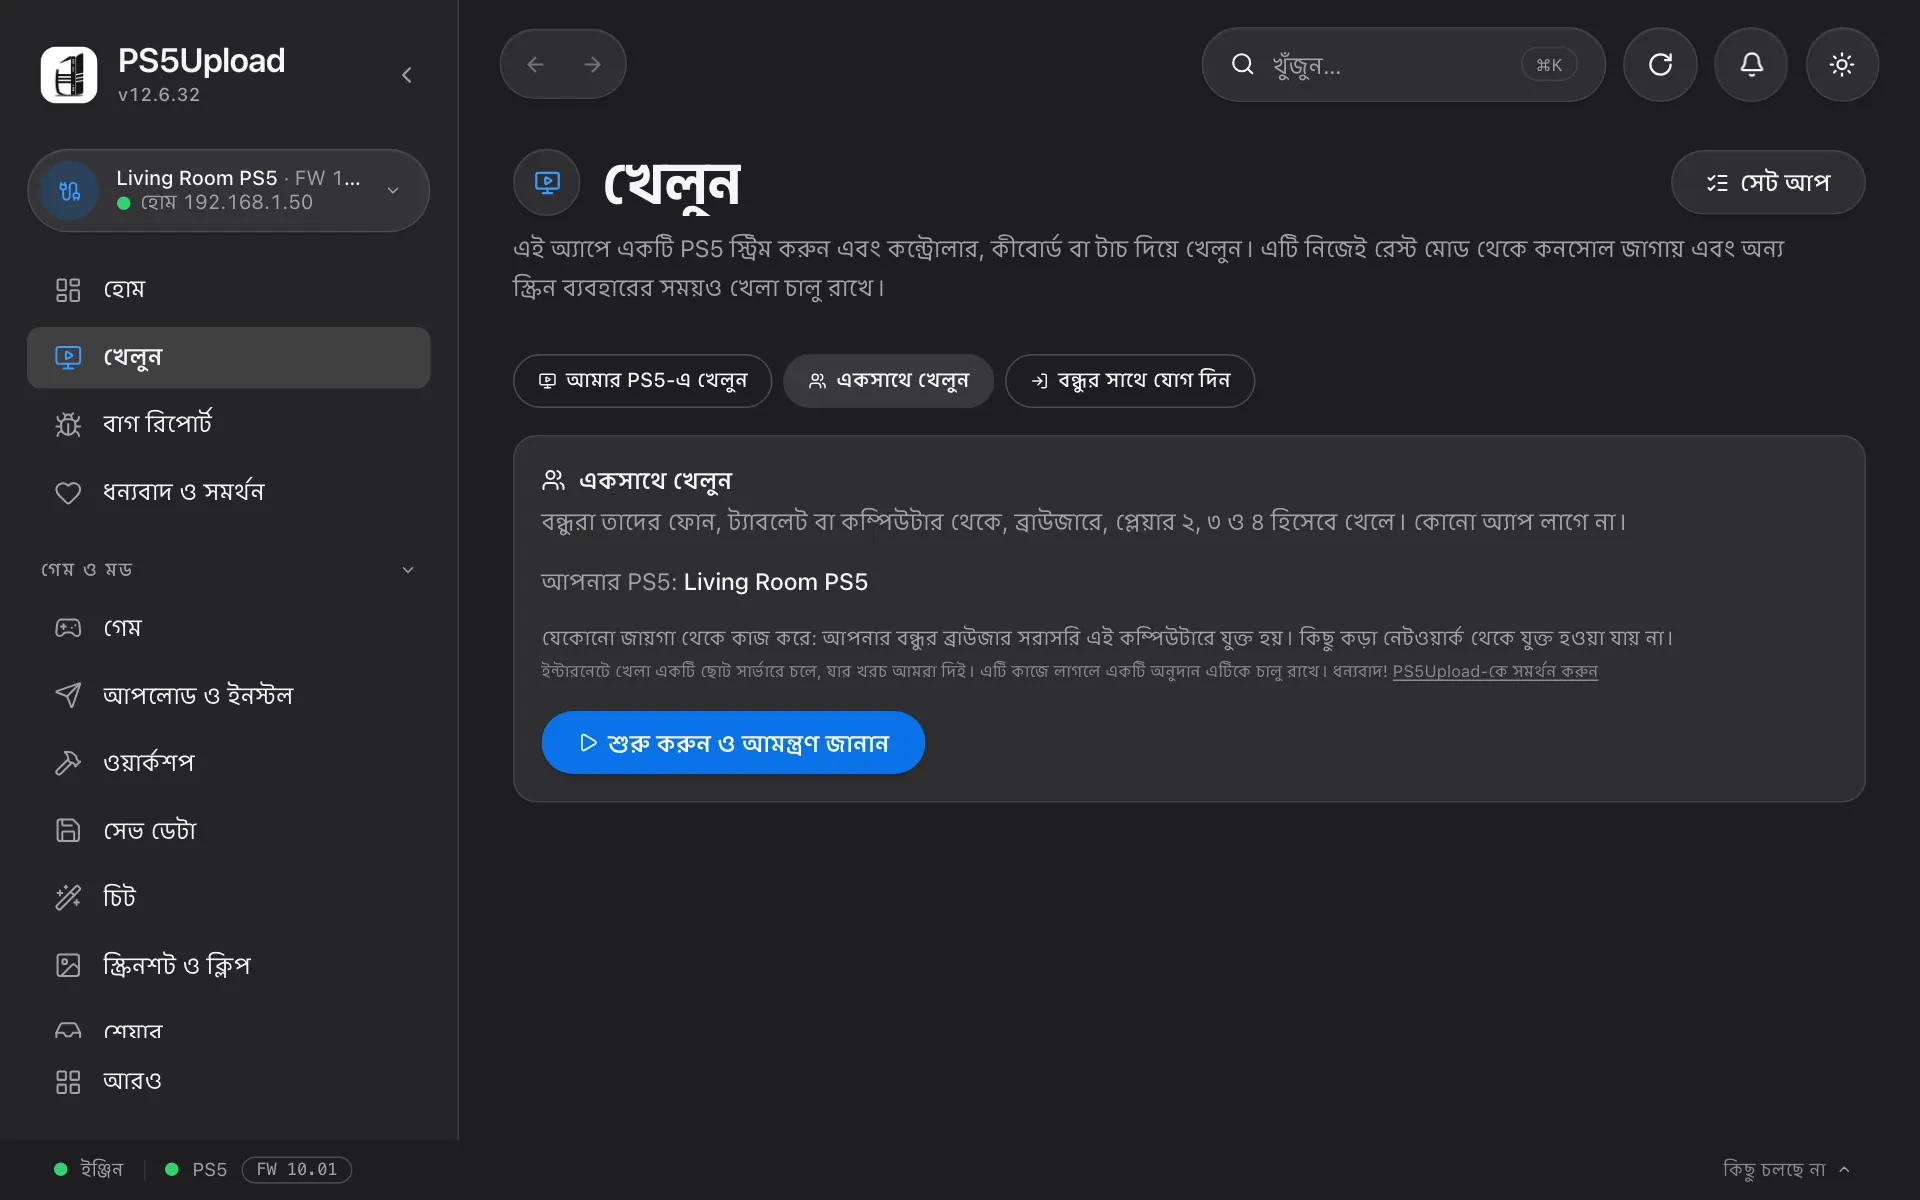 PS5Upload
v12.6.32
Living Room PS5 · FW 1...
হোম 192.168.1.50
হোম
খেলুন
বাগ রিপোর্ট
ধন্যবাদ ও সমর্থন
গেম ও মড
গেম
আপলোড ও ইনস্টল
ওয়ার্কশপ
সেভ ডেটা
চিট
স্ক্রিনশট ও ক্লিপ
শেয়ার
আরও
খুঁজুন...
⌘K
খেলুন
সেট আপ
এই অ্যাপে একটি PS5 স্ট্রিম করুন এবং কন্ট্রোলার, কীবোর্ড বা টাচ দিয়ে খেলুন। এটি নিজেই রেস্ট মোড থেকে কনসোল জাগায় এবং অন্য
স্ক্রিন ব্যবহারের সময়ও খেলা চালু রাখে।
আমার PS5-এ খেলুন
একসাথে খেলুন
বন্ধুর সাথে যোগ দিন
একসাথে খেলুন
বন্ধুরা তাদের ফোন, ট্যাবলেট বা কম্পিউটার থেকে, ব্রাউজারে, প্লেয়ার ২, ৩ ও ৪ হিসেবে খেলে। কোনো অ্যাপ লাগে না।
আপনার PS5: Living Room PS5
যেকোনো জায়গা থেকে কাজ করে: আপনার বন্ধুর ব্রাউজার সরাসরি এই কম্পিউটারে যুক্ত হয়। কিছু কড়া নেটওয়ার্ক থেকে যুক্ত হওয়া যায় না।
ইন্টারনেটে খেলা একটি ছোট সার্ভারে চলে, যার খরচ আমরা দিই। এটি কাজে লাগলে একটি অনুদান এটিকে চালু রাখে। ধন্যবাদ! PS5Upload-কে সমর্থন করুন
শুরু করুন ও আমন্ত্রণ জানান
ইঞ্জিন
PS5
FW 10.01
কিছু চলছে না